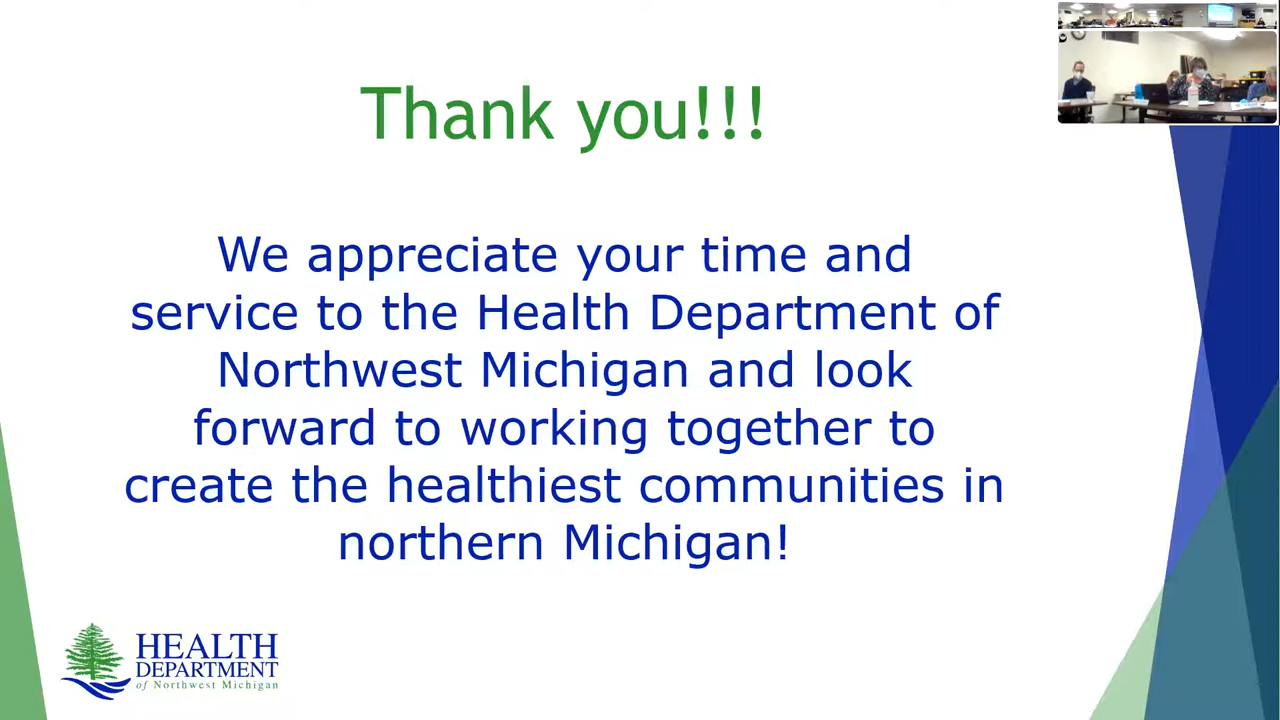 Thank you!!!
We appreciate your time and
service to the Health Department of
Northwest Michigan and look
forward to working together to
create the healthiest communities in
northern Michigan!
HEALTH
DEPARTMENT
of Northwest Michigan